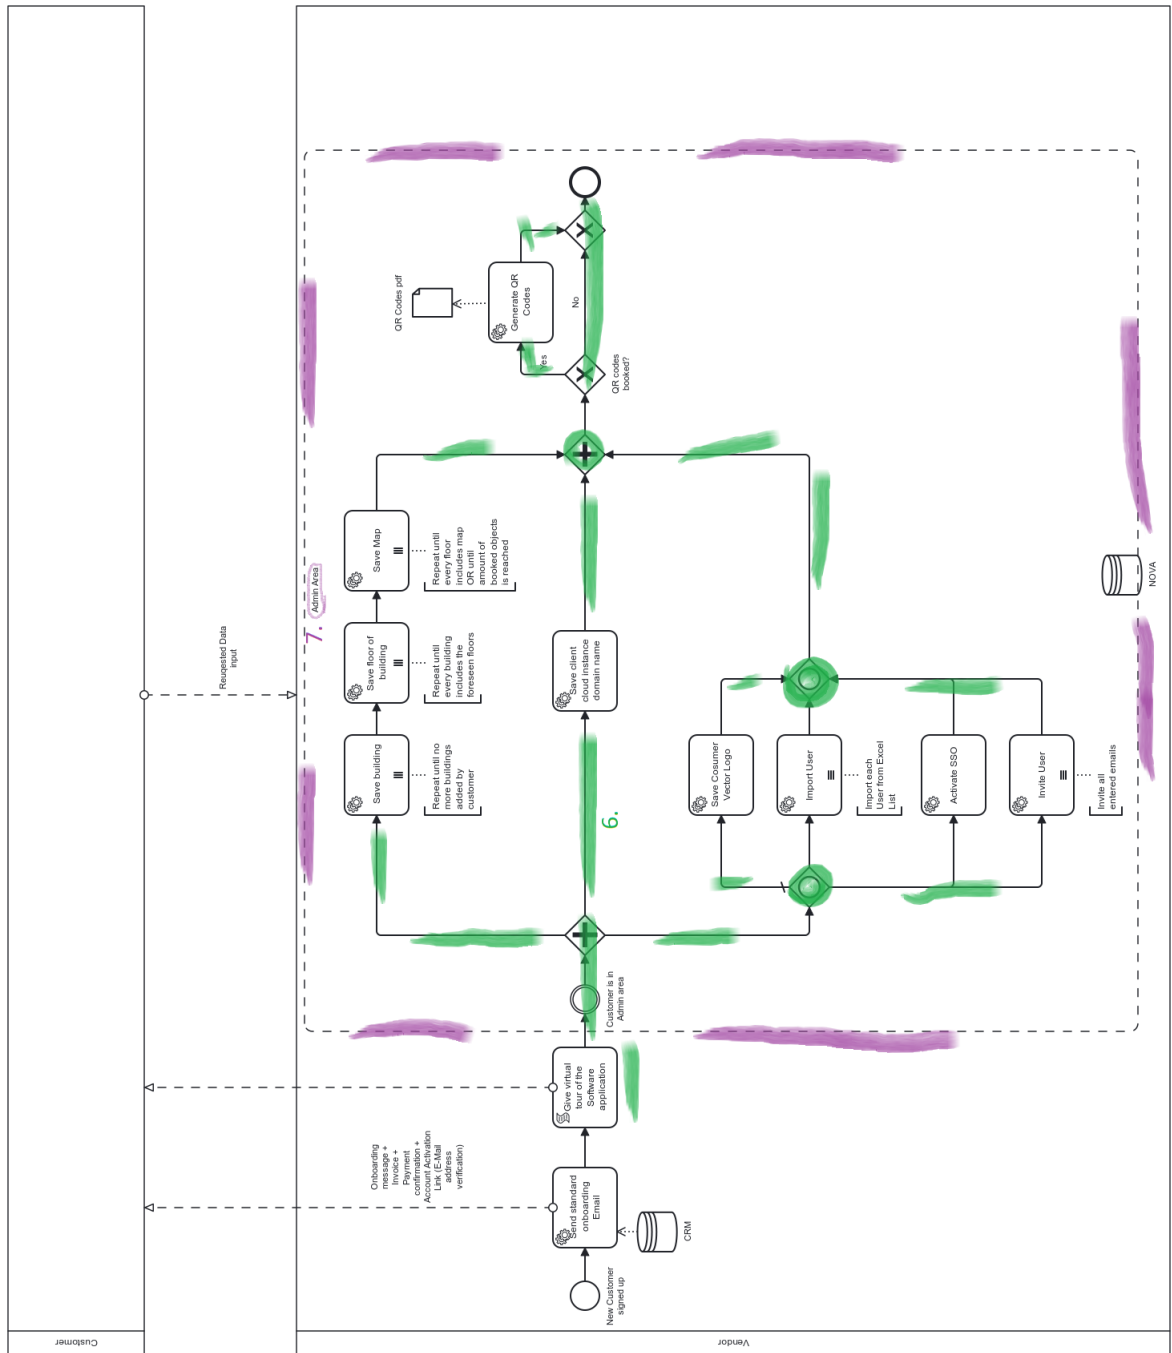 Customer
Vendor
New Customer
signed up
Send standard
onboarding
Email
CRM
Onboarding
message +
Invoice +
Payment
confirmation +
Account Activation
Link (E-Mail
address
verification)
Give virtual
tour of the
Software
application
Customer is in
Admin area
Reuqested Data
input
7.
Admin Area
Save building
Repeat until no
more buildings
added by
customer
Save floor of
building
Repeat until
every building
includes the
foreseen floors
Save Map
Repeat until
every floor
includes map
OR until
amount of
booked objects
is reached
6.
Save client
cloud instance
domain name
Save Cosumer
Vector Logo
Import User
Import each
User from Excel
List
Activate SSO
Invite User
Invite all
entered emails
QR codes
booked?
Yes
No
Generate QR
Codes
QR Codes pdf
NOVA